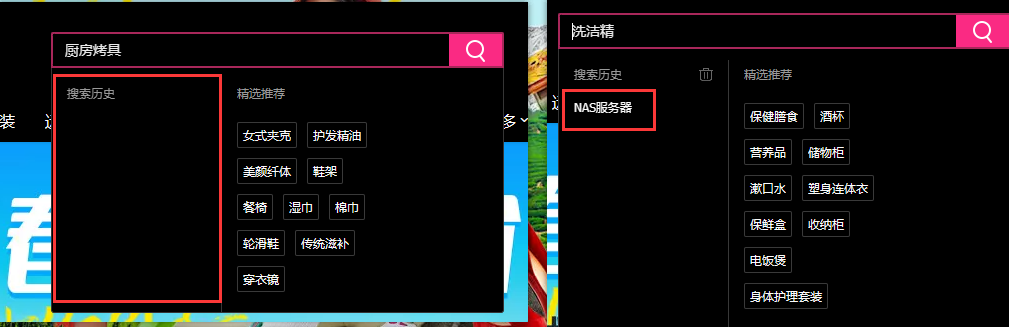 厨房烤具
搜索历史
精选推荐
女式夹克 护发精油
美颜纤体 鞋架
餐椅 湿巾 棉巾
轮滑鞋 传统滋补
穿衣镜
装
多
洗洁精
搜索历史
NAS服务器
精选推荐
保健膳食 酒杯
营养品 储物柜
漱口水 塑身连体衣
保鲜盒 收纳柜
电饭煲
身体护理套装